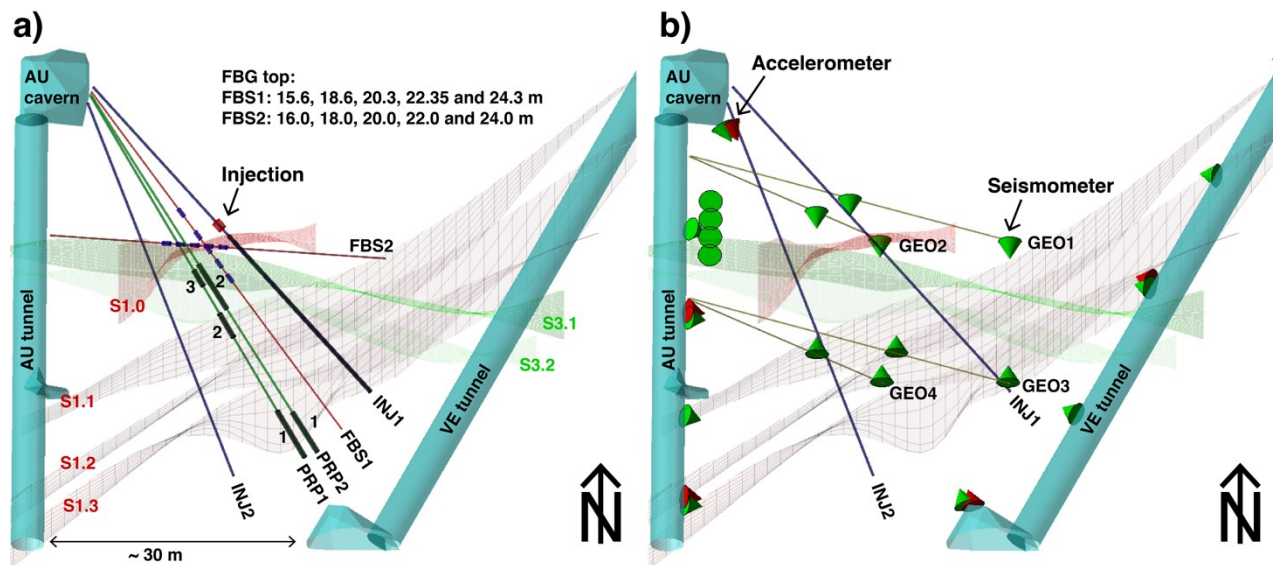 a)
AU
cavern
FBG top:
FBS1: 15.6, 18.6, 20.3, 22.35 and 24.3 m
FBS2: 16.0, 18.0, 20.0, 22.0 and 24.0 m
Injection
FBS2
S1.0
3
2
2
S3.1
S3.2
AU tunnel
VE tunnel
S1.1
INJ1
1
1
FBS1
S1.2
PRP2
PRP1
INJ2
S1.3
N
~ 30 m
b)
AU
cavern
Accelerometer
Seismometer
GEO2
GEO1
AU tunnel
GEO4
GEO3
INJ1
VE tunnel
INJ2
N